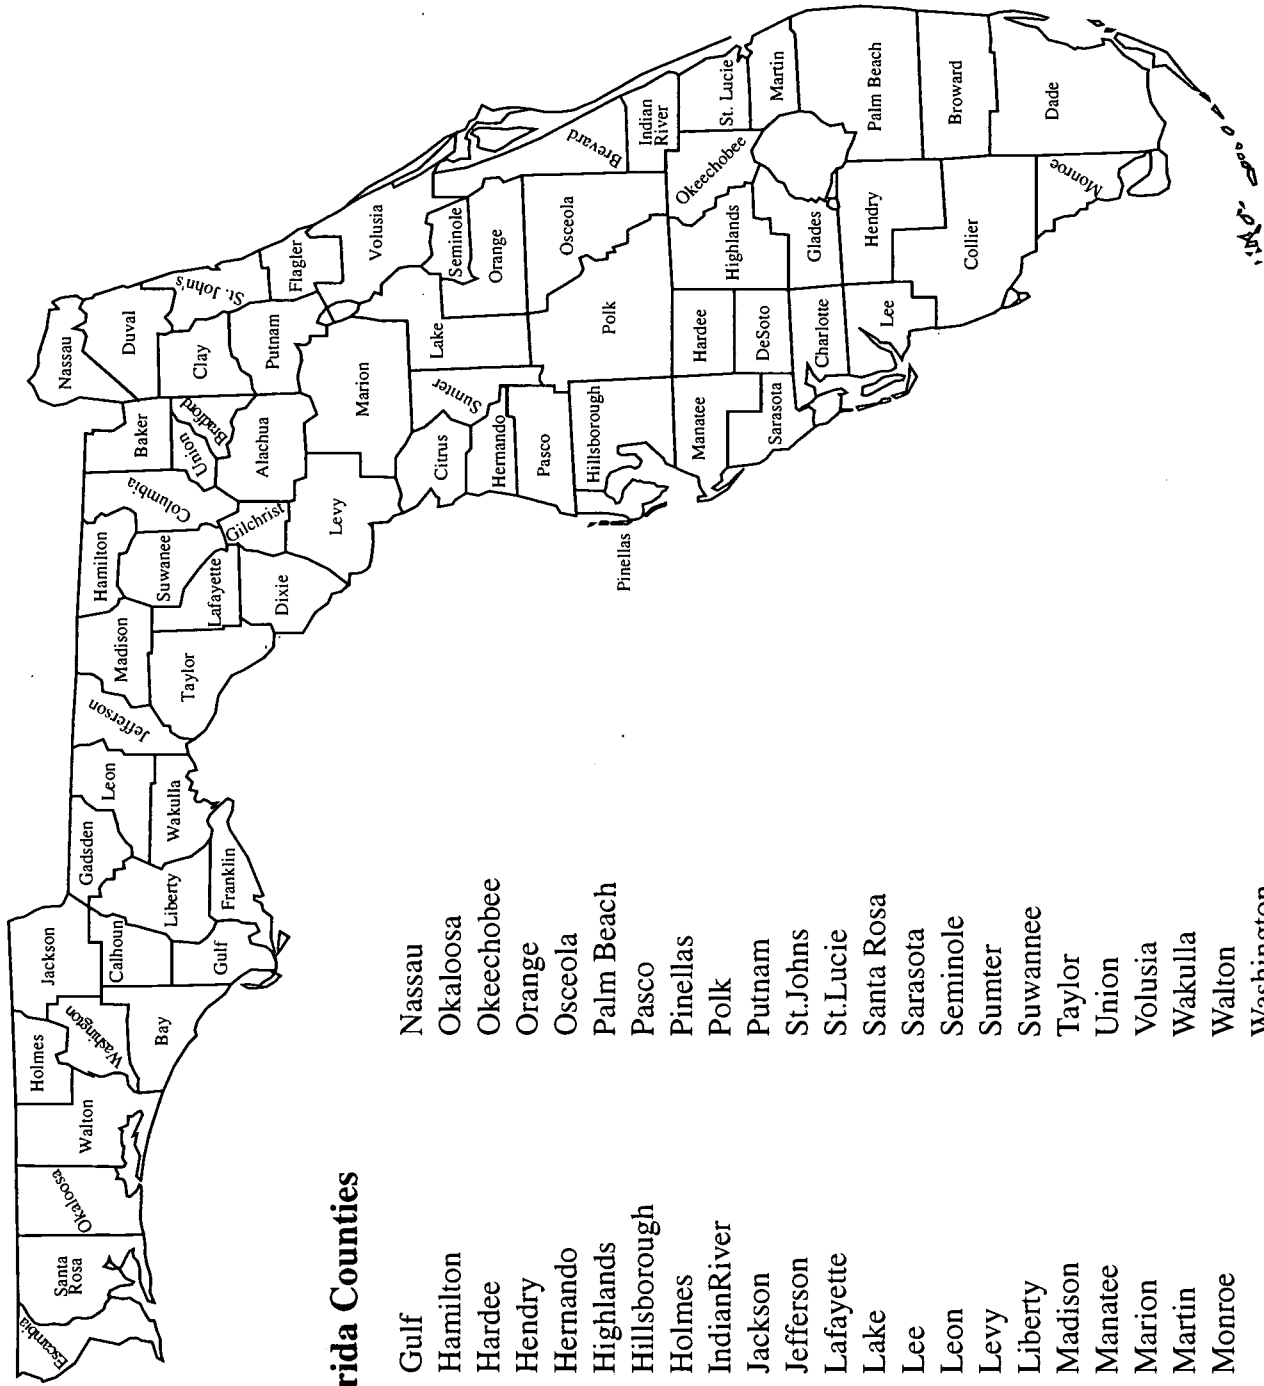 Escambia
Santa
Rosa
Okaloosa
Walton
Holmes
Washington
Bay
Jackson
Calhoun
Gulf
Gadsden
Liberty
Franklin
Leon
Wakulla
Jefferson
Madison
Taylor
Hamilton
Suwanee
Lafayette
Dixie
Columbia
Gilchrist
Levy
Baker
Union
Bradford
Alachua
Nassau
Duval
Clay
St. John's
Putnam
Flagler
Marion
Volusia
Citrus
Sumter
Lake
Seminole
Orange
Hernando
Pasco
Pinellas
Hillsborough
Polk
Osceola
Brevard
Indian
River
Manatee
Hardee
Highlands
Okeechobee
St. Lucie
Sarasota
DeSoto
Martin
Charlotte
Glades
Lee
Hendry
Palm Beach
Collier
Broward
Monroe
Dade
rida Counties
Gulf
Hamilton
Hardee
Hendry
Hernando
Highlands
Hillsborough
Holmes
IndianRiver
Jackson
Jefferson
Lafayette
Lake
Lee
Leon
Levy
Liberty
Madison
Manatee
Marion
Martin
Monroe
Nassau
Okaloosa
Okeechobee
Orange
Osceola
Palm Beach
Pasco
Pinellas
Polk
Putnam
St.Johns
St.Lucie
Santa Rosa
Sarasota
Seminole
Sumter
Suwannee
Taylor
Union
Volusia
Wakulla
Walton
Washington